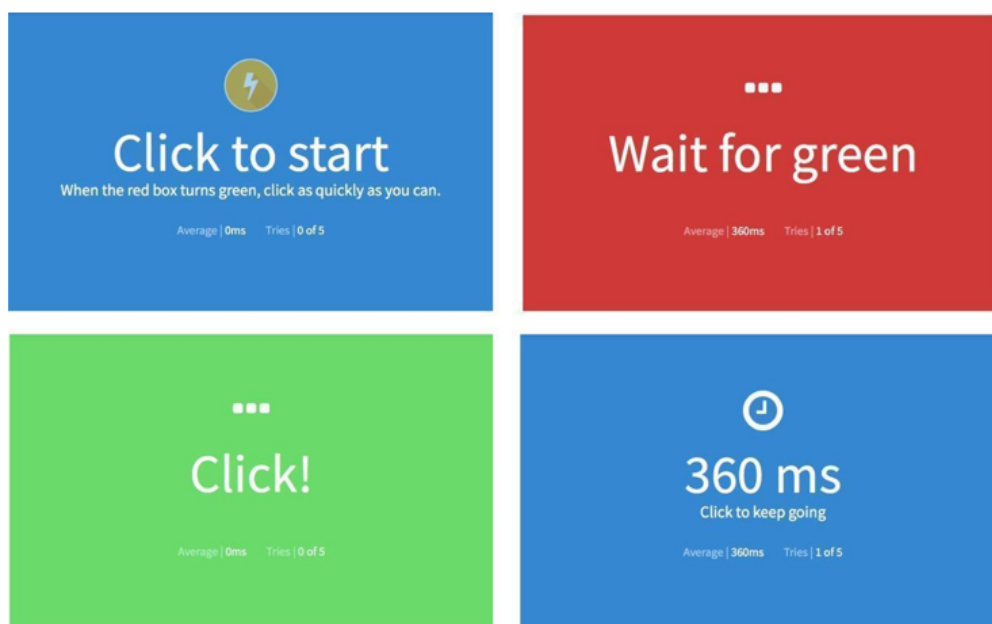 Click to start
When the red box turns green, click as quickly as you can.
Average | 0ms Tries | 0 of 5
Wait for green
Average | 360ms Tries | 1 of 5
Click!
Average | 0ms Tries | 0 of 5
360 ms
Click to keep going
Average | 360ms Tries | 1 of 5